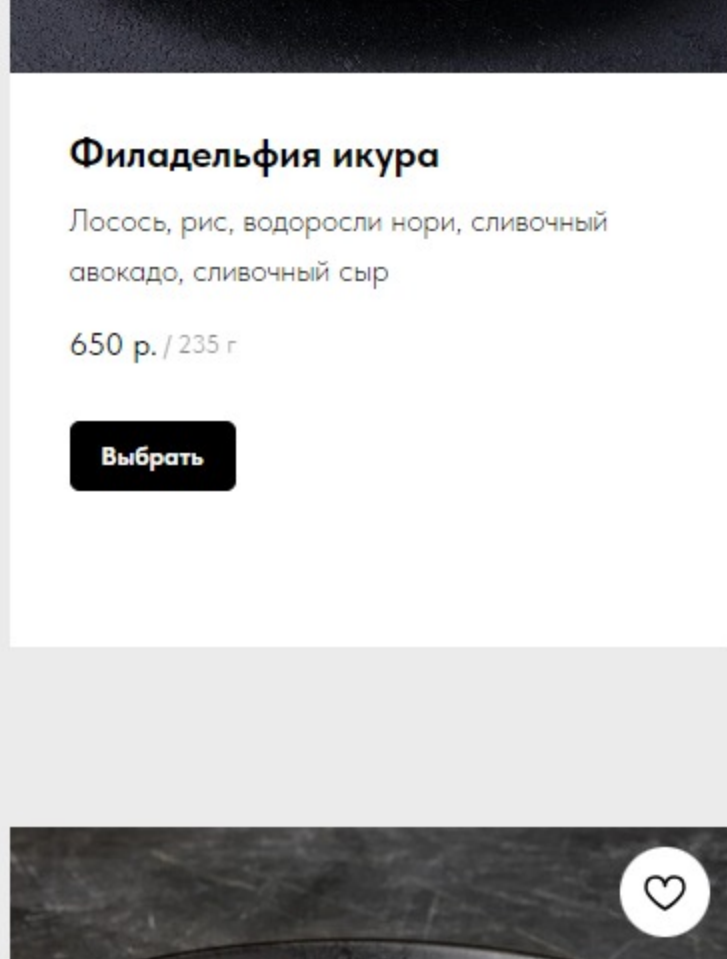 Филадельфия икура
Лосось, рис, водоросли нори, сливочный
авокадо, сливочный сыр
650 р. / 235 г
Выбрать